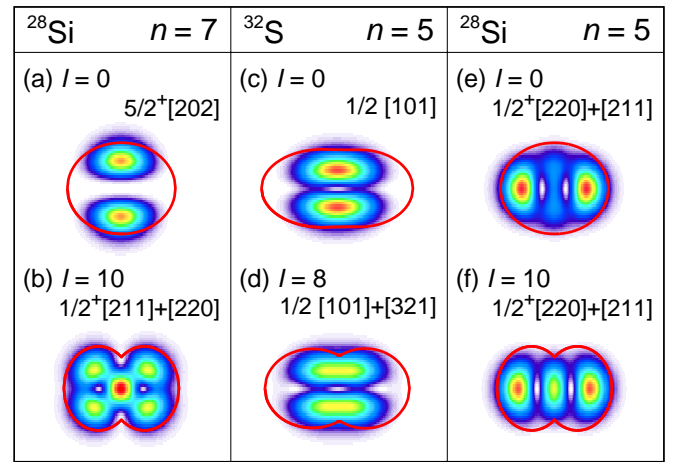 ²⁸Si n = 7
³²S n = 5
²⁸Si n = 5
(a) I = 0
5/2⁺[202]
(c) I = 0
1/2 [101]
(e) I = 0
1/2⁺[220]+[211]
(b) I = 10
1/2⁺[211]+[220]
(d) I = 8
1/2 [101]+[321]
(f) I = 10
1/2⁺[220]+[211]